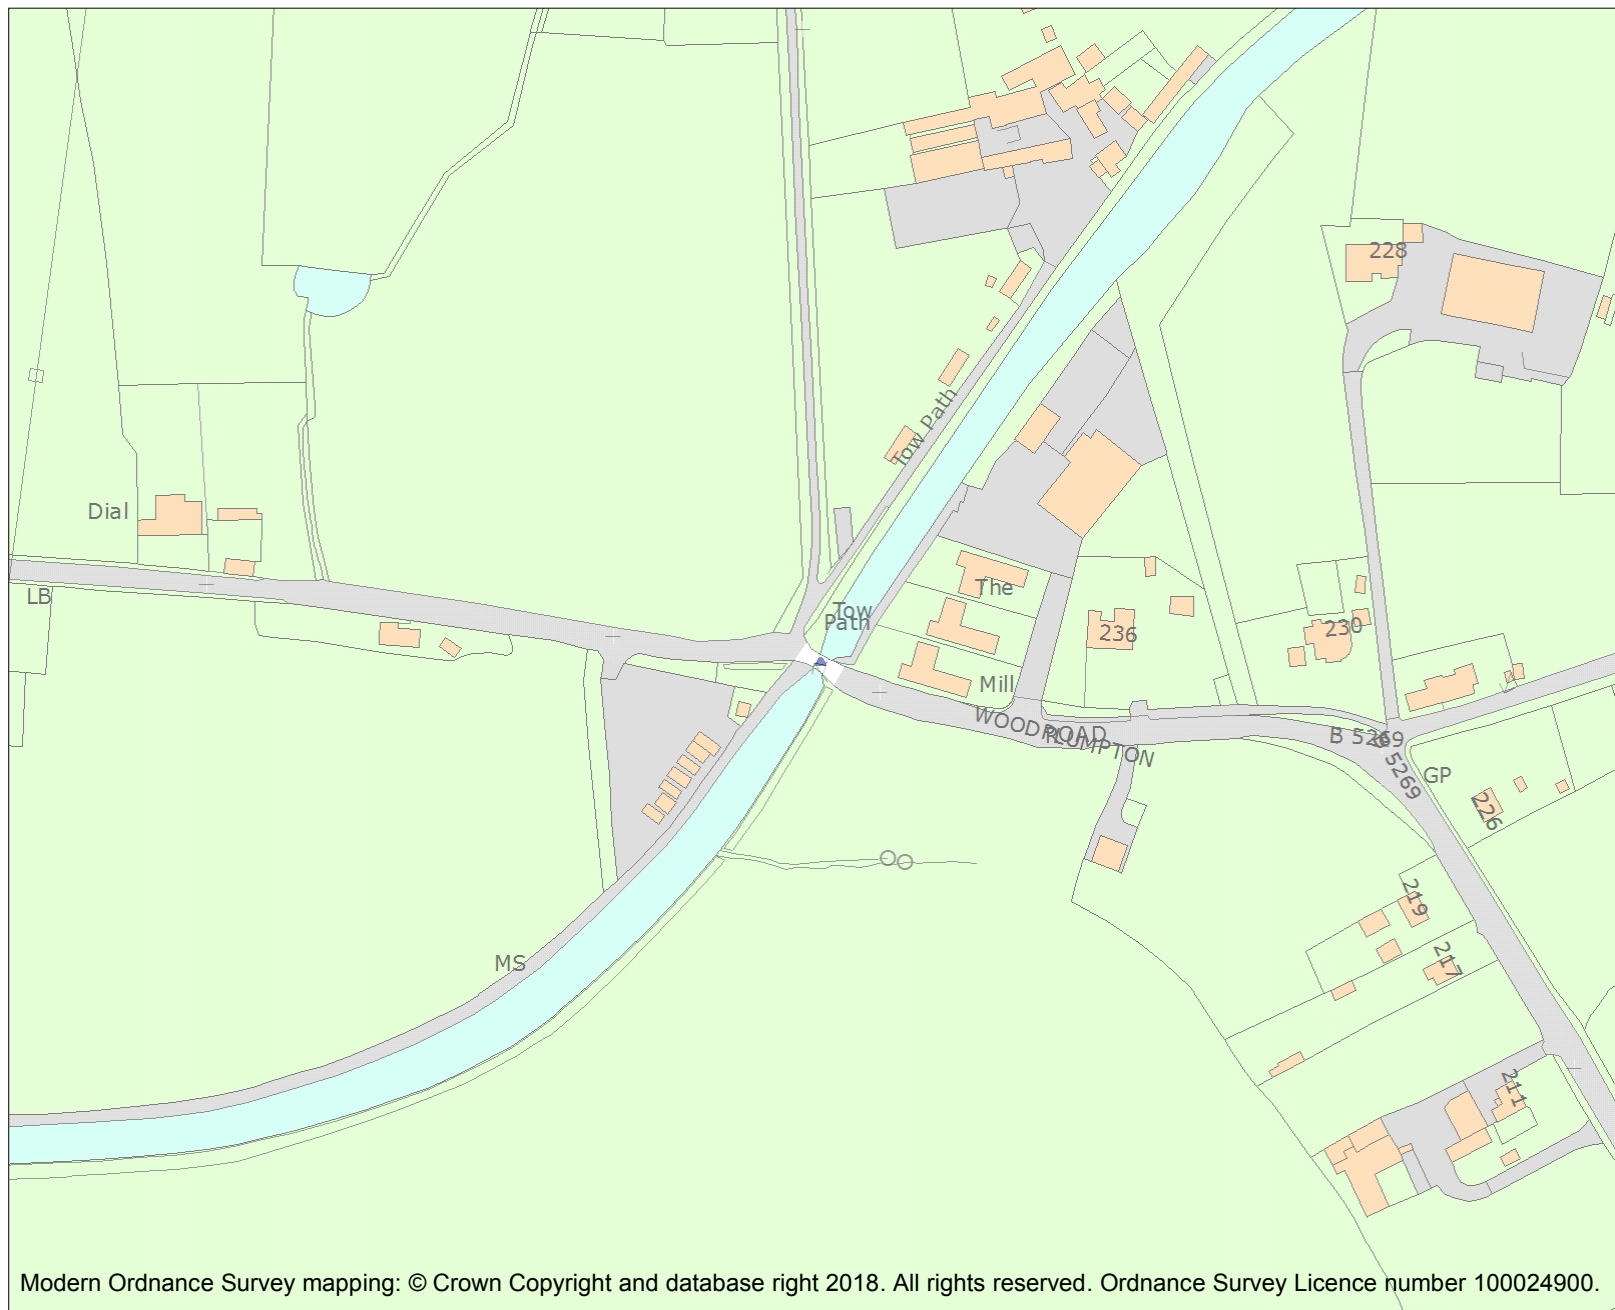 228
Tow Path
Dial
The
LB
Tow
Path
236
230
Mill
WOOD ROAD
PLUMPTON
B 5269
B 5269
GP
226
219
217
MS
211
Modern Ordnance Survey mapping: © Crown Copyright and database right 2018. All rights reserved. Ordnance Survey Licence number 100024900.